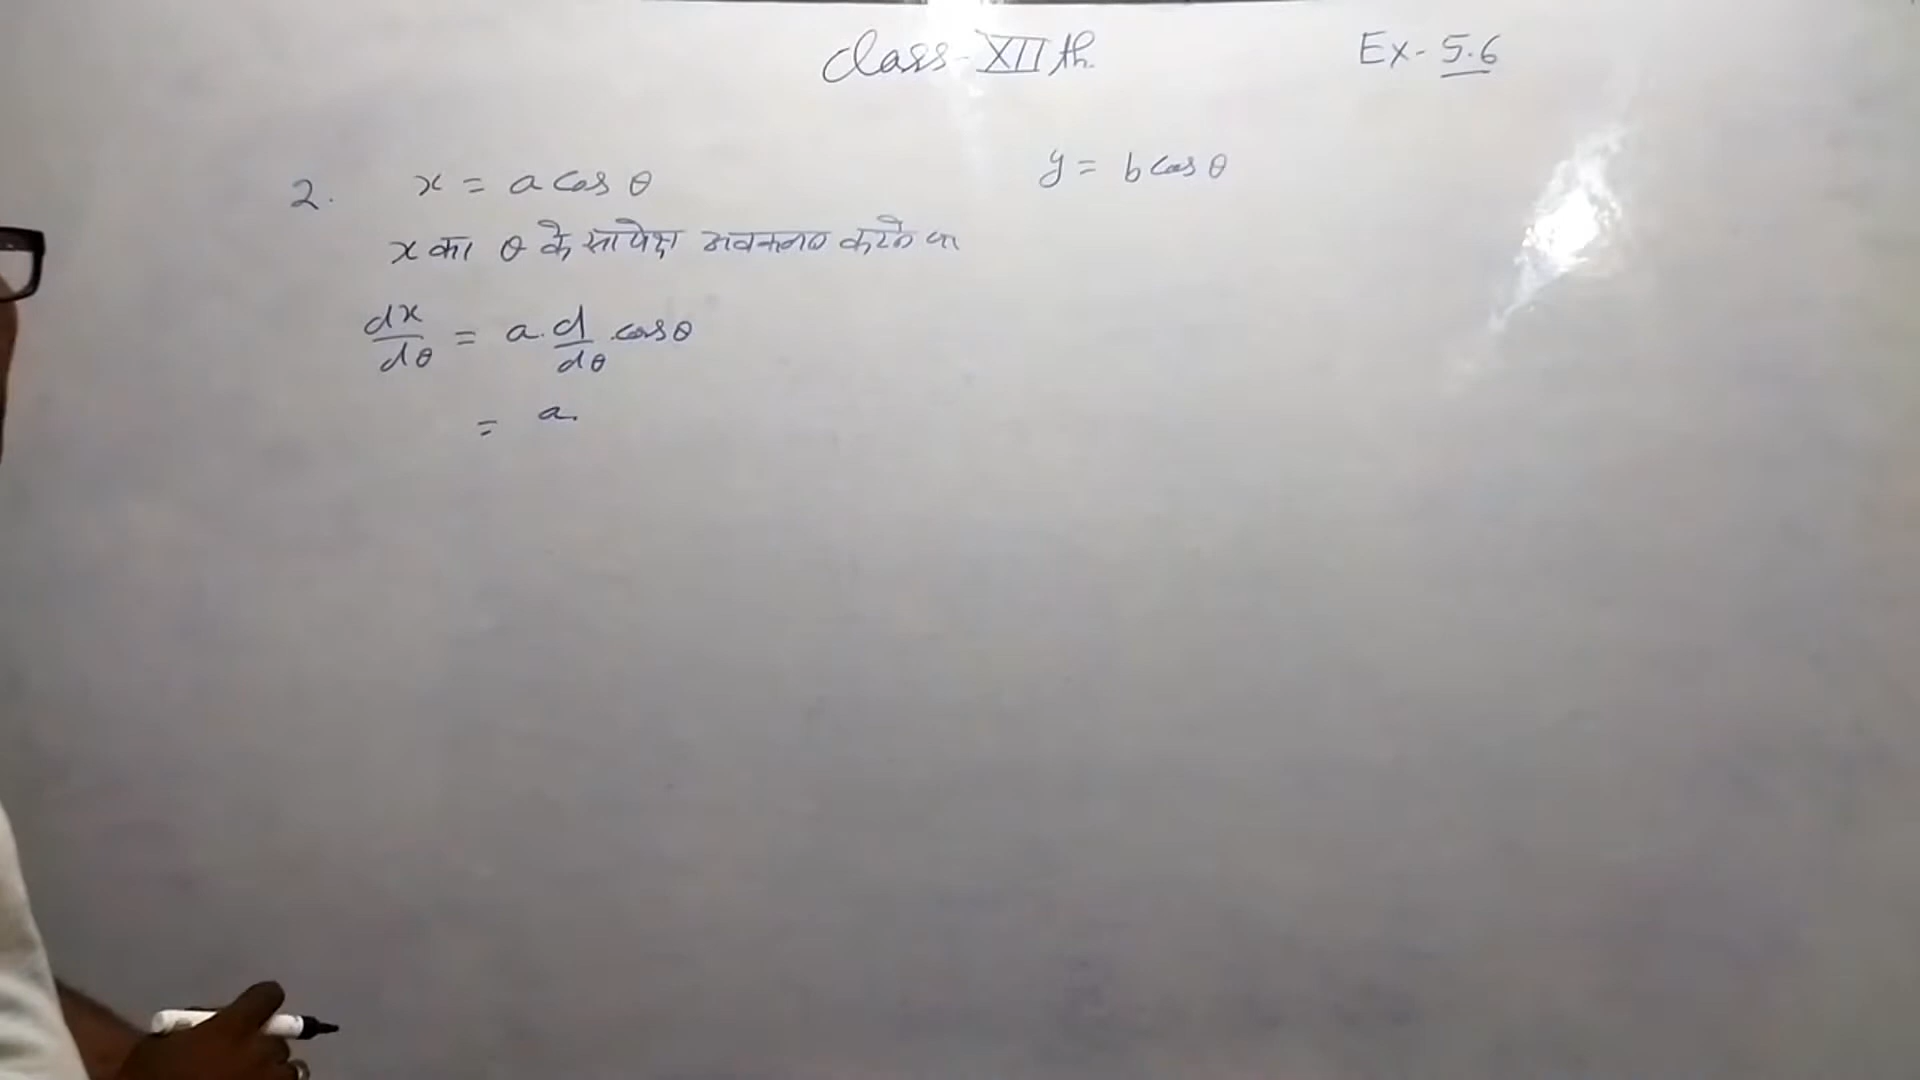 Class-XII th.
Ex- 5.6
2. x = a cos θ
y = b cos θ
x का θ के सापेक्ष अवकलन करने पर
dx/dθ = a. d/dθ .cos θ
= a.